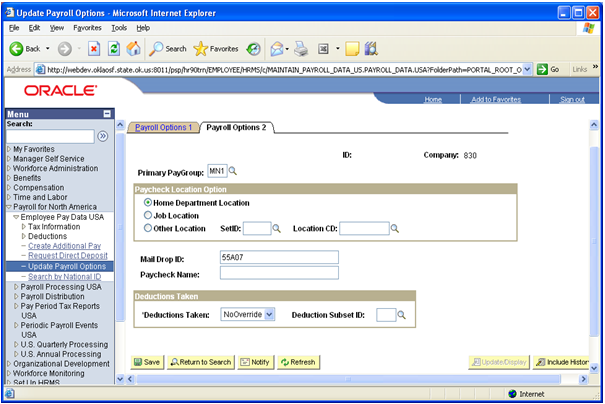 Update Payroll Options - Microsoft Internet Explorer
File Edit View Favorites Tools Help
Back Search Favorites
Address http://webdev.oklaosf.state.ok.us:8011/psp/hr90trn/EMPLOYEE/HRMS/c/MAINTAIN_PAYROLL_DATA_US.PAYROLL_DATA.USA?FolderPath=PORTAL_ROOT_O Go Links »
ORACLE
Home Add to Favorites Sign out
Menu
Search:
My Favorites
Manager Self Service
Workforce Administration
Benefits
Compensation
Time and Labor
Payroll for North America
Employee Pay Data USA
Tax Information
Deductions
Create Additional Pay
Request Direct Deposit
Update Payroll Options
Search by National ID
Payroll Processing USA
Payroll Distribution
Pay Period Tax Reports
USA
Periodic Payroll Events
USA
U.S. Quarterly Processing
U.S. Annual Processing
Organizational Development
Workforce Monitoring
Set Up HRMS
Payroll Options 1 Payroll Options 2
ID: Company: 830
Primary PayGroup: MN1
Paycheck Location Option
Home Department Location
Job Location
Other Location SetID: Location CD:
Mail Drop ID: 55A07
Paycheck Name:
Deductions Taken
*Deductions Taken: NoOverride Deduction Subset ID:
Save Return to Search Notify Refresh Update/Display Include Histor
Internet